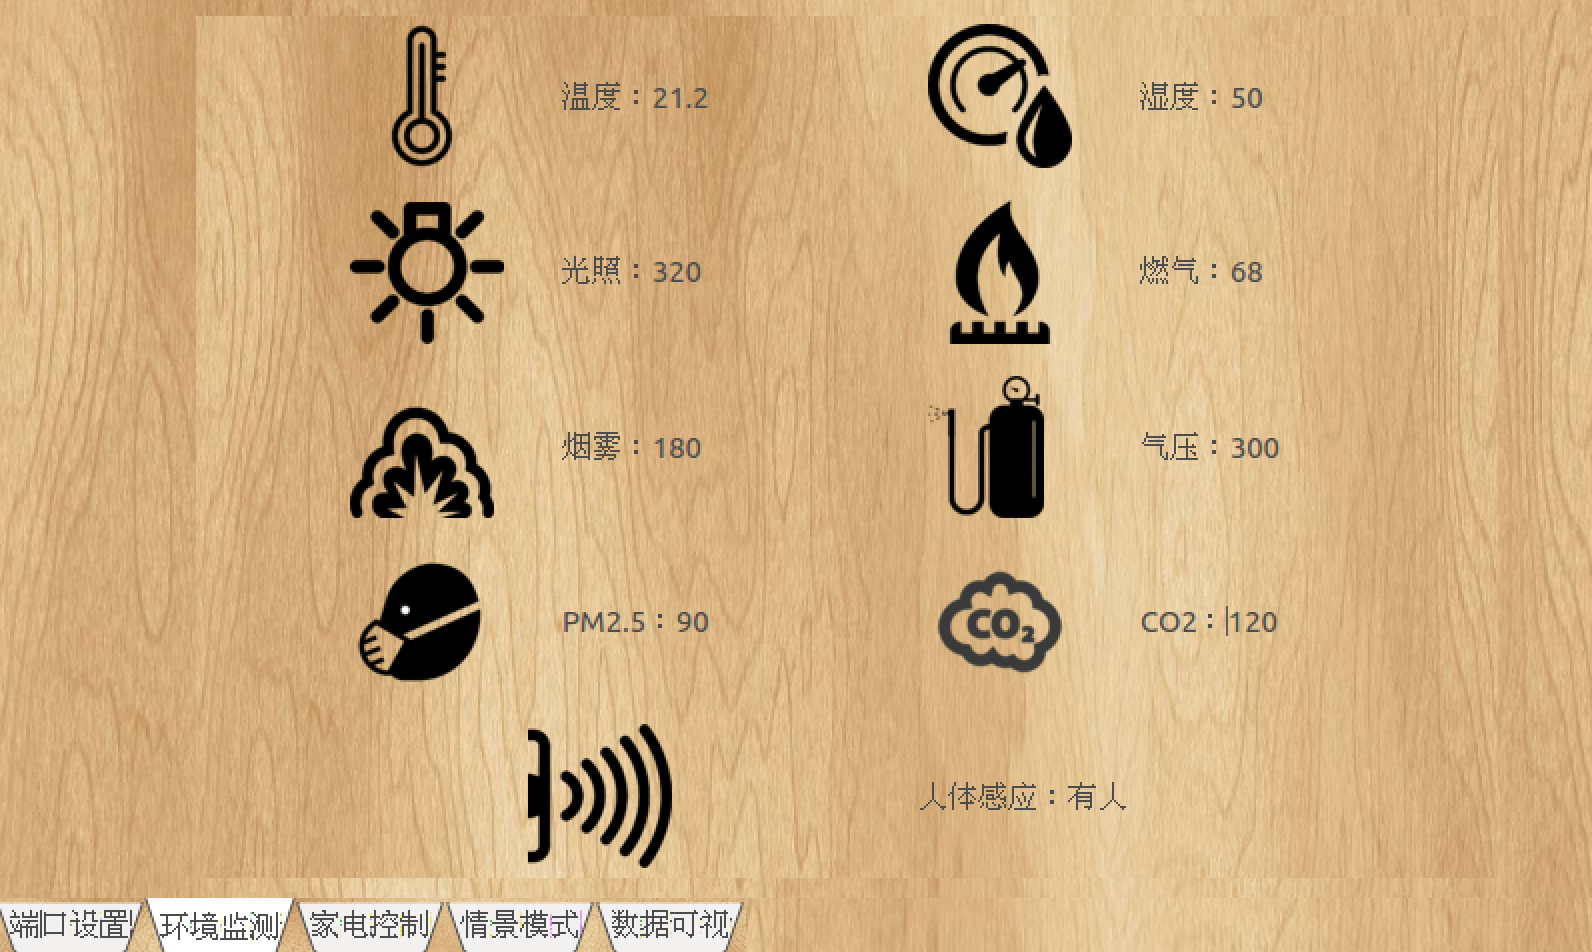 温度：21.2
湿度：50
光照：320
燃气：68
烟雾：180
气压：300
PM2.5：90
CO₂
CO2：120
人体感应：有人
端口设置
环境监测
家电控制
情景模式
数据可视